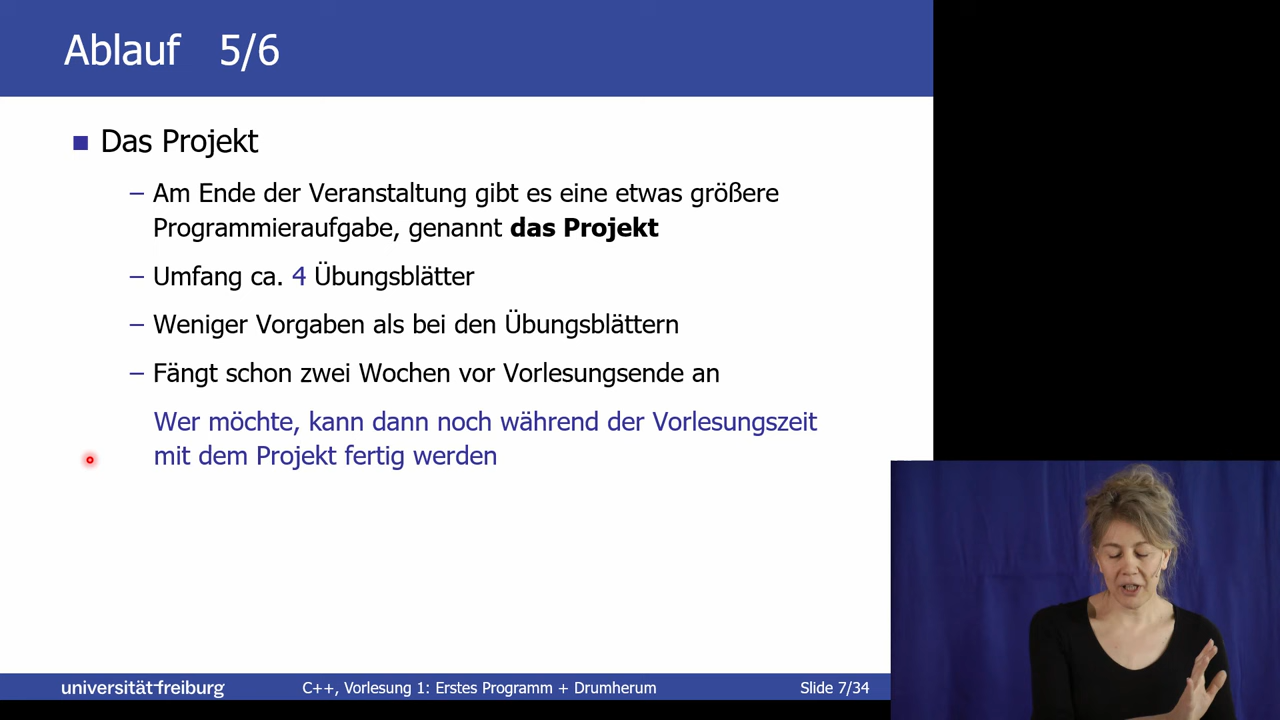 Ablauf 5/6
Das Projekt
– Am Ende der Veranstaltung gibt es eine etwas größere
Programmieraufgabe, genannt das Projekt
– Umfang ca. 4 Übungsblätter
– Weniger Vorgaben als bei den Übungsblättern
– Fängt schon zwei Wochen vor Vorlesungsende an
Wer möchte, kann dann noch während der Vorlesungszeit
mit dem Projekt fertig werden
universität freiburg
C++, Vorlesung 1: Erstes Programm + Drumherum
Slide 7/34